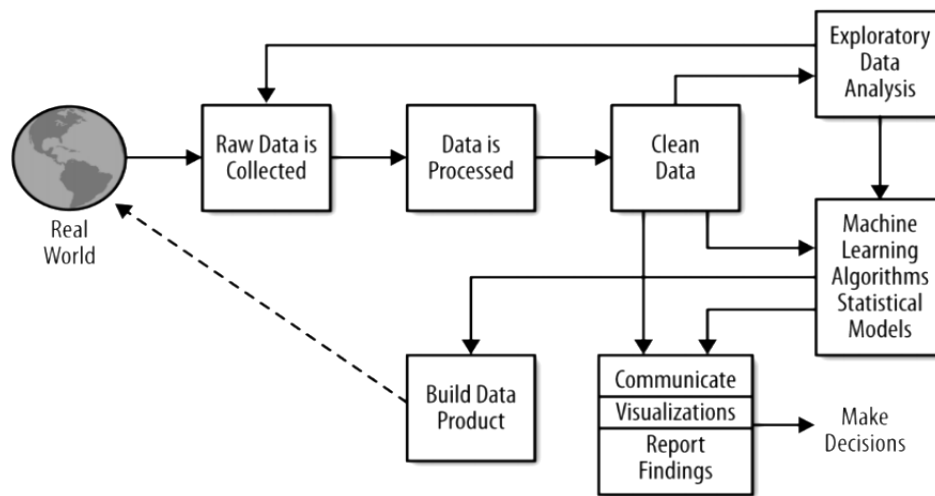 Exploratory
Data
Analysis
Raw Data is
Collected
Data is
Processed
Clean
Data
Real
World
Machine
Learning
Algorithms
Statistical
Models
Build Data
Product
Communicate
Visualizations
Report
Findings
Make
Decisions